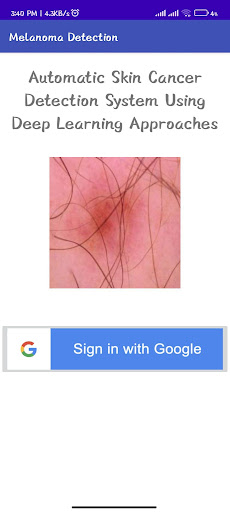 3:40 PM | 4.3KB/s
4%
Melanoma Detection
Automatic Skin Cancer
Detection System Using
Deep Learning Approaches
G Sign in with Google